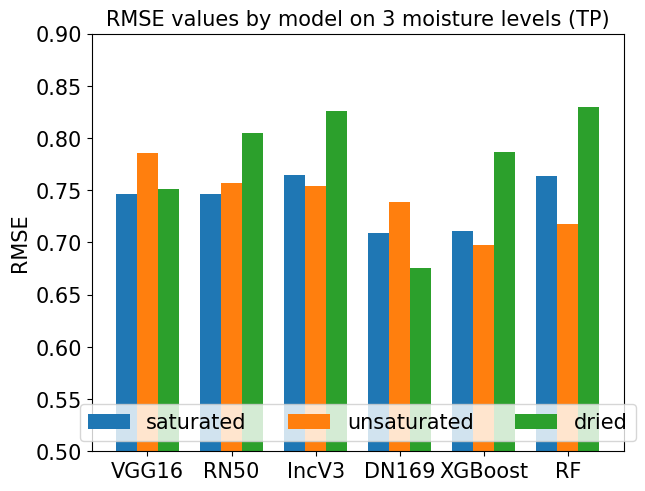 RMSE values by model on 3 moisture levels (TP)
0.90
0.85
0.80
0.75
0.70
0.65
0.60
0.55
0.50
RMSE
saturated unsaturated dried
VGG16 RN50 IncV3 DN169 XGBoost RF